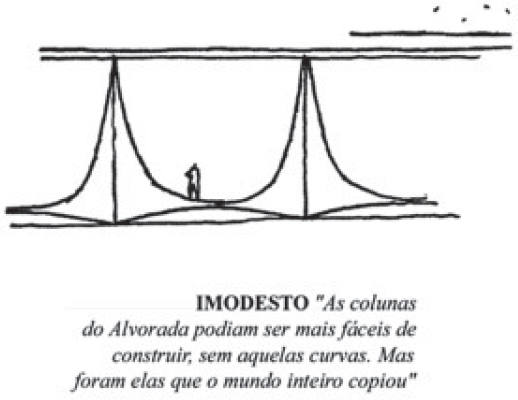 IMODESTO "As colunas
do Alvorada podiam ser mais fáceis de
construir, sem aquelas curvas. Mas
foram elas que o mundo inteiro copiou"